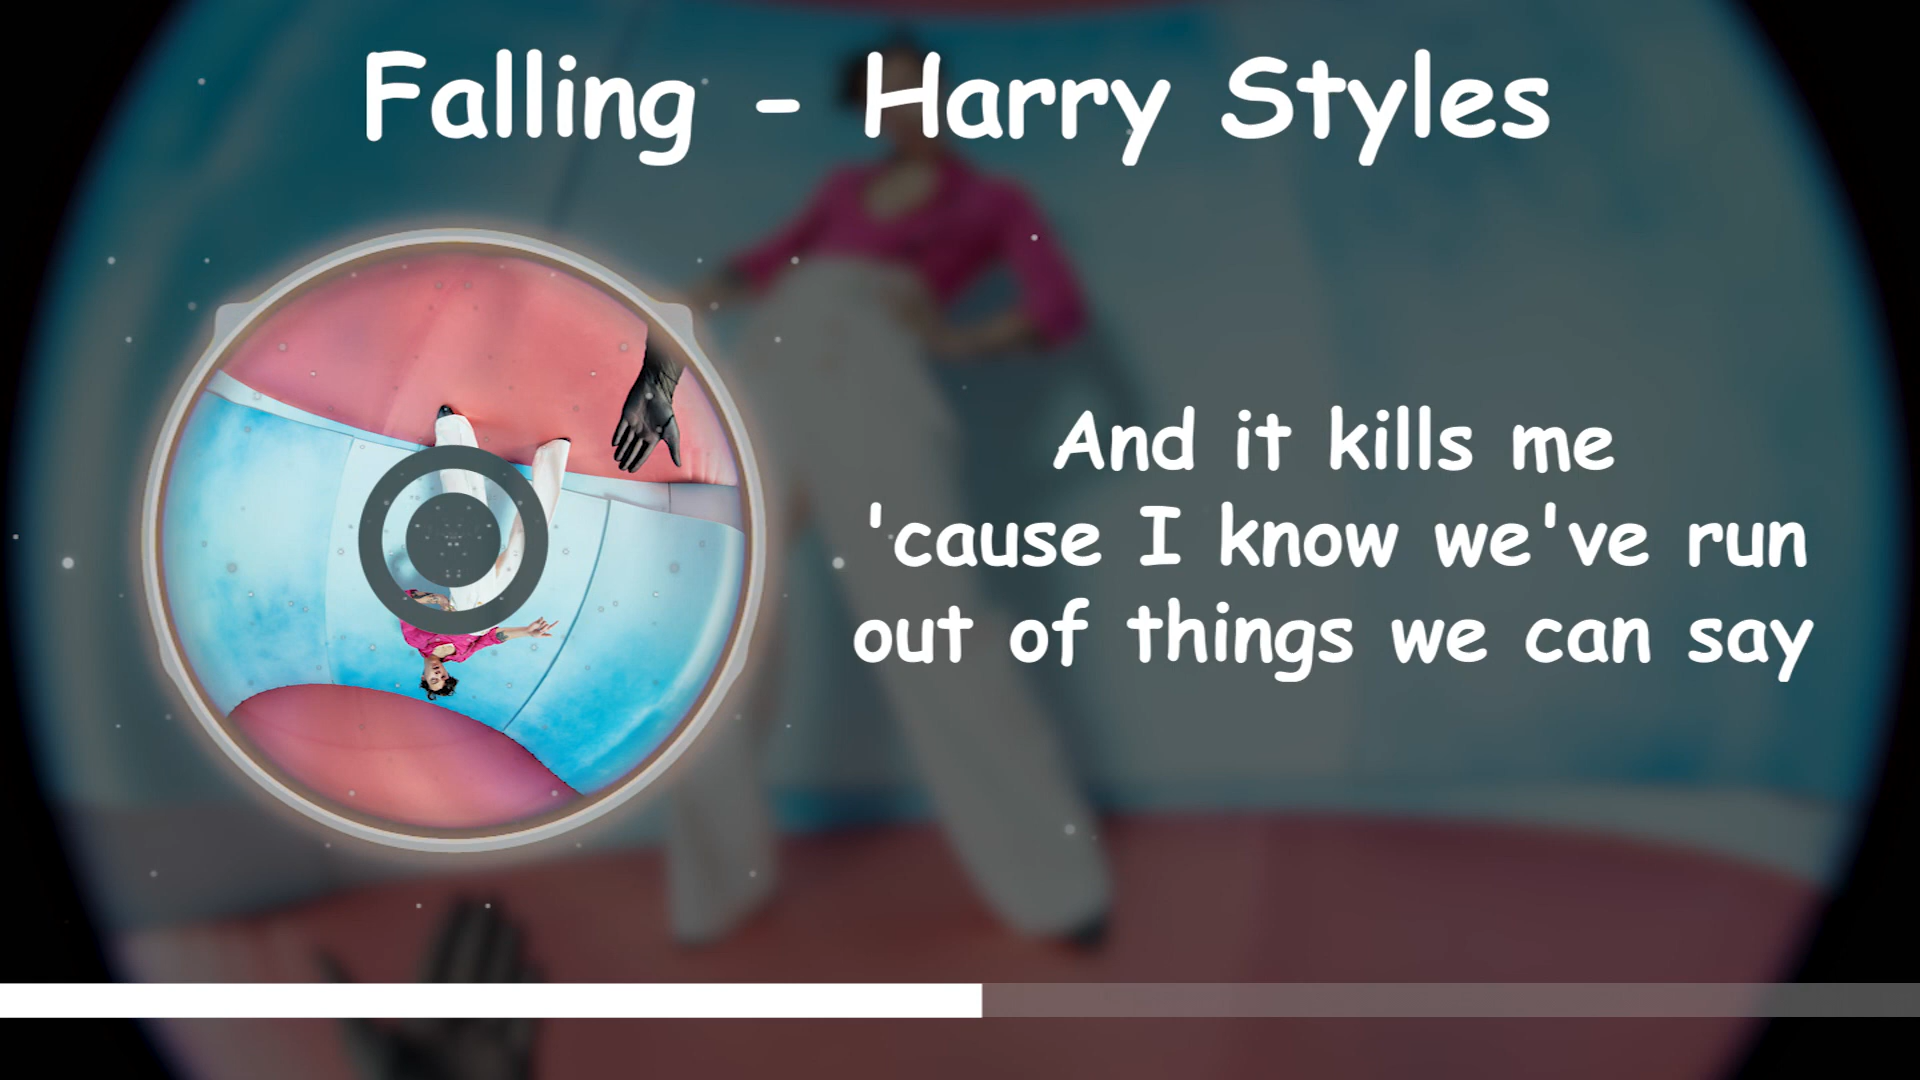 Falling - Harry Styles
And it kills me
'cause I know we've run
out of things we can say